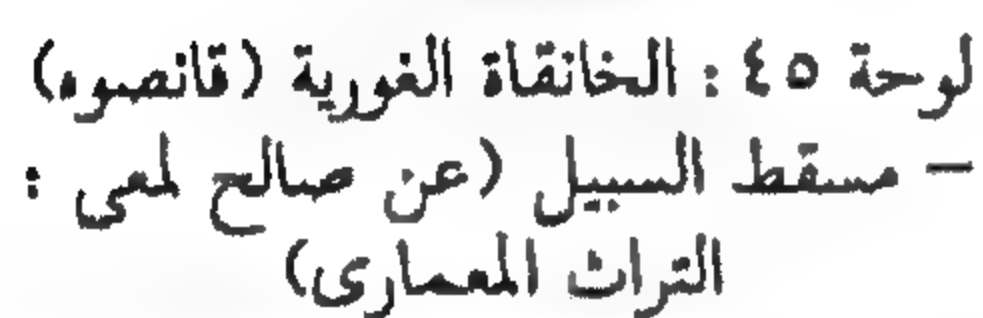 لوحة ٤٥ : الخانقاة الغورية (قانصوه)
– مسقط السبيل (عن صالح لمعى :
التراث المعمارى)